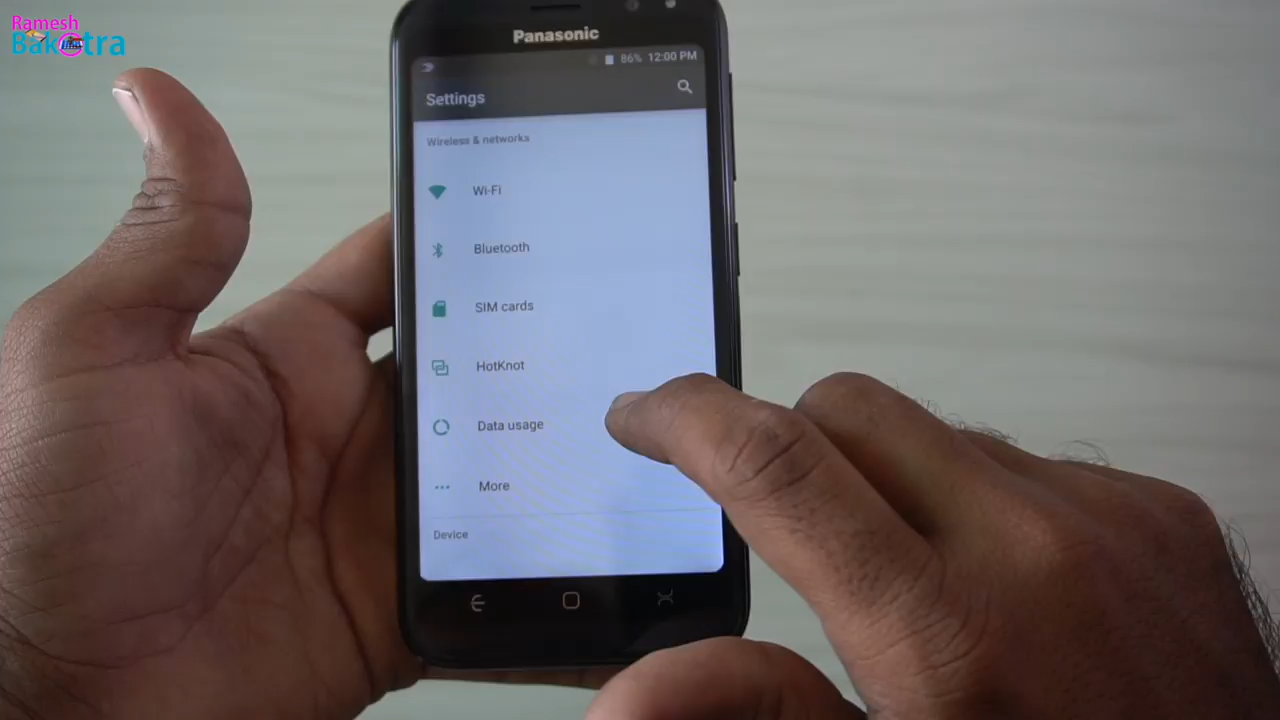 Ramesh
Bakotra
Panasonic
86% 12:00 PM
Settings
Wireless & networks
Wi-Fi
Bluetooth
SIM cards
HotKnot
Data usage
More
Device